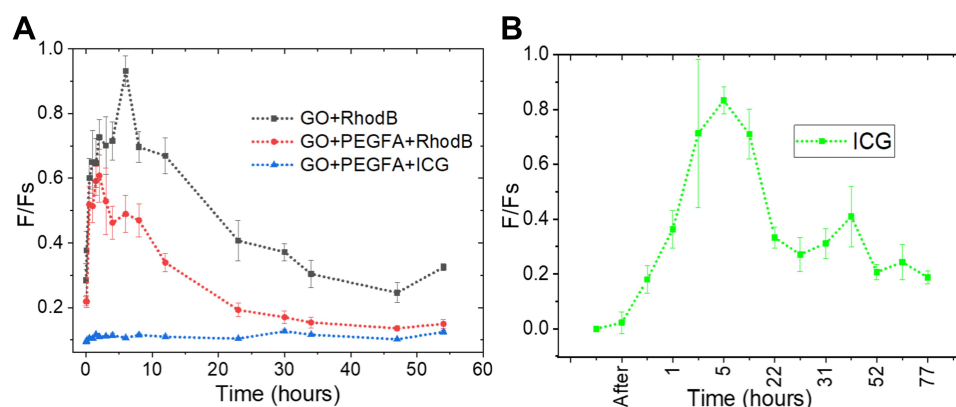 A
B
1.0
0.8
0.6
0.4
0.2
F/Fs
0 10 20 30 40 50 60
Time (hours)
GO+RhodB
GO+PEGFA+RhodB
GO+PEGFA+ICG
1.0
0.8
0.6
0.4
0.2
0.0
F/Fs
ICG
After 1 5 22 31 52 77
Time (hours)